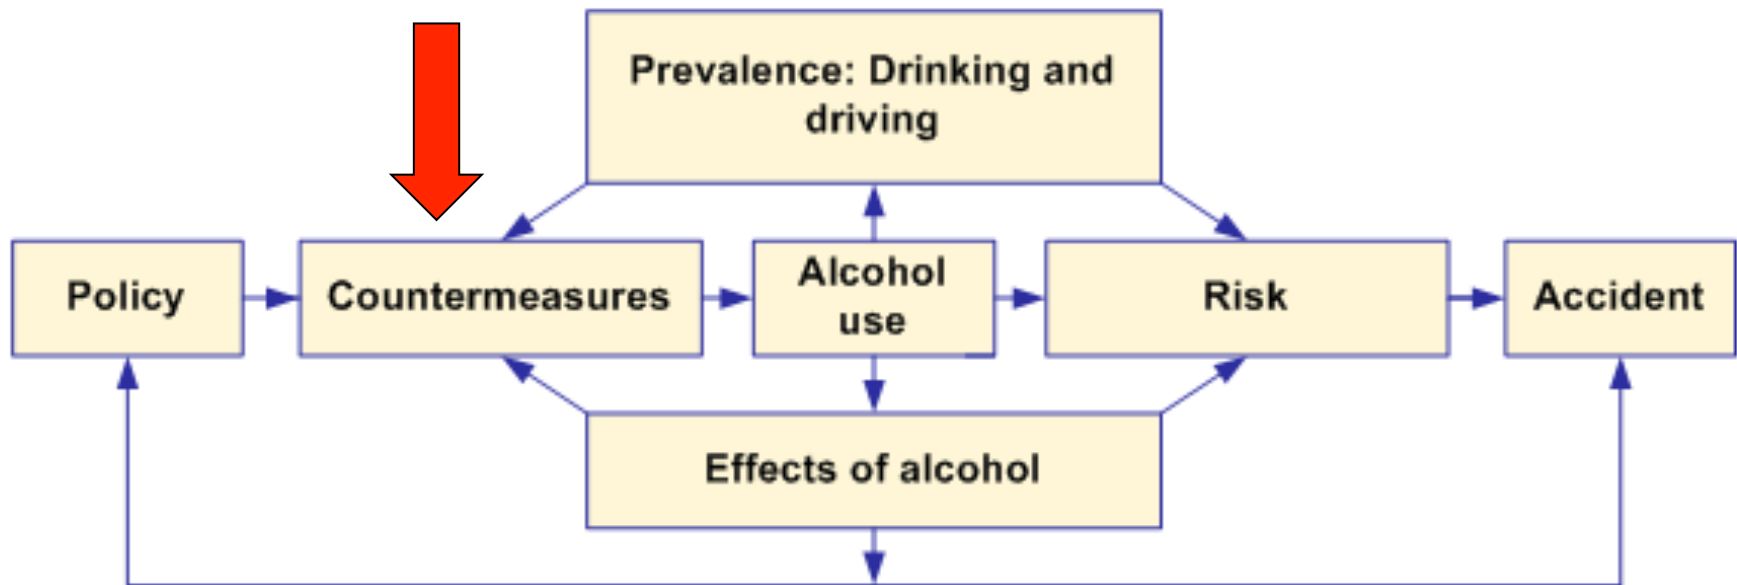 Prevalence: Drinking and
driving
Policy
Countermeasures
Alcohol
use
Risk
Accident
Effects of alcohol